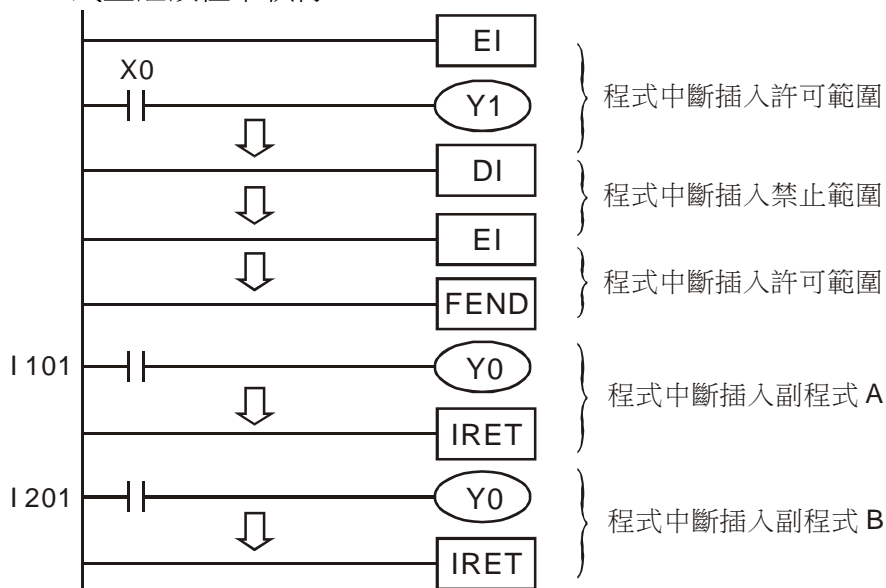 EI
X0
Y1
程式中斷插入許可範圍
DI
程式中斷插入禁止範圍
EI
程式中斷插入許可範圍
FEND
I101
Y0
程式中斷插入副程式 A
IRET
I201
Y0
程式中斷插入副程式 B
IRET